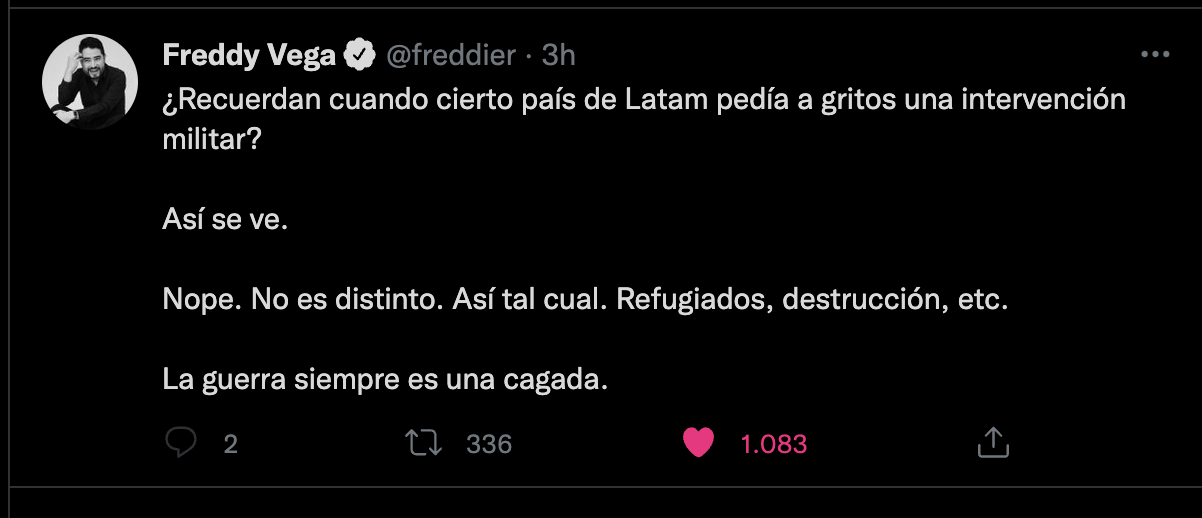 Freddy Vega @freddier · 3h
¿Recuerdan cuando cierto país de Latam pedía a gritos una intervención
militar?
Así se ve.
Nope. No es distinto. Así tal cual. Refugiados, destrucción, etc.
La guerra siempre es una cagada.
2 336 1.083